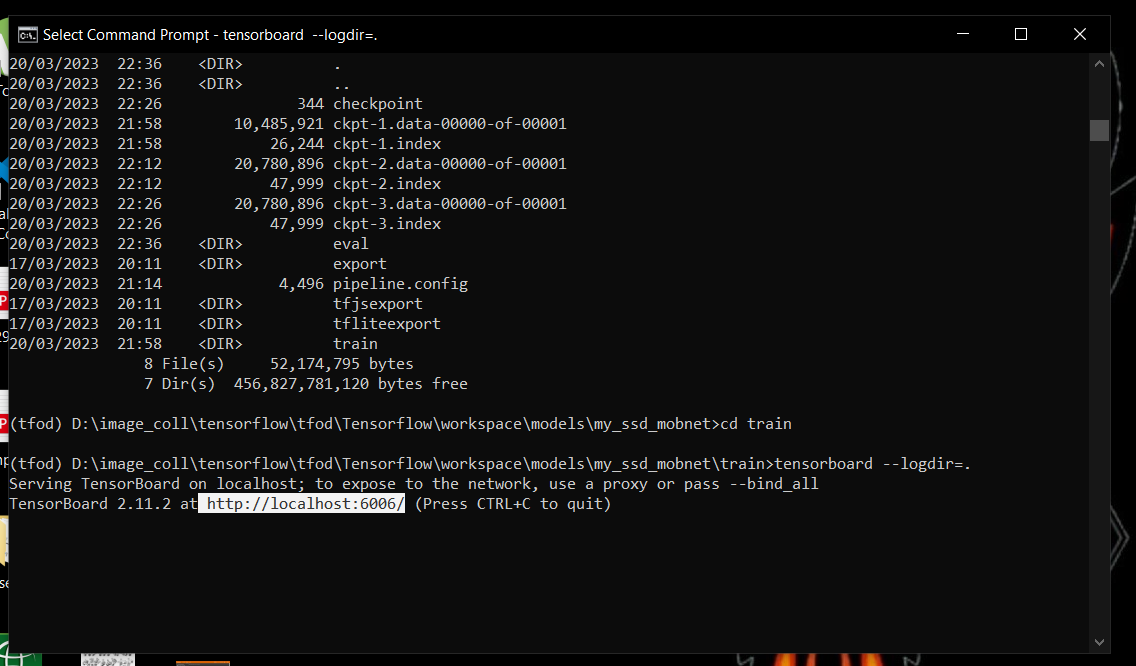 Select Command Prompt - tensorboard  --logdir=.
20/03/2023  22:36    <DIR>          .
20/03/2023  22:36    <DIR>          ..
20/03/2023  22:26               344 checkpoint
20/03/2023  21:58        10,485,921 ckpt-1.data-00000-of-00001
20/03/2023  21:58            26,244 ckpt-1.index
20/03/2023  22:12        20,780,896 ckpt-2.data-00000-of-00001
20/03/2023  22:12            47,999 ckpt-2.index
20/03/2023  22:26        20,780,896 ckpt-3.data-00000-of-00001
20/03/2023  22:26            47,999 ckpt-3.index
20/03/2023  22:36    <DIR>          eval
17/03/2023  20:11    <DIR>          export
20/03/2023  21:14             4,496 pipeline.config
17/03/2023  20:11    <DIR>          tfjsexport
17/03/2023  20:11    <DIR>          tfliteexport
20/03/2023  21:58    <DIR>          train
               8 File(s)     52,174,795 bytes
               7 Dir(s)  456,827,781,120 bytes free
(tfod) D:\image_coll\tensorflow\tfod\Tensorflow\workspace\models\my_ssd_mobnet>cd train
(tfod) D:\image_coll\tensorflow\tfod\Tensorflow\workspace\models\my_ssd_mobnet\train>tensorboard --logdir=.
Serving TensorBoard on localhost; to expose to the network, use a proxy or pass --bind_all
TensorBoard 2.11.2 at http://localhost:6006/ (Press CTRL+C to quit)